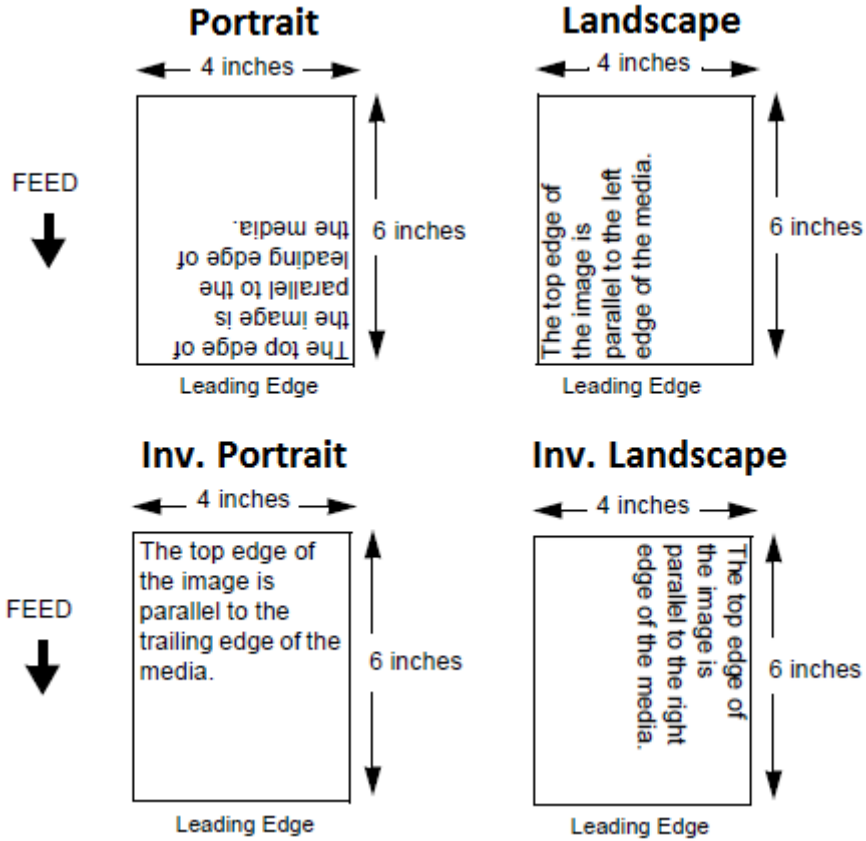 Portrait
4 inches
FEED
6 inches
The top edge of
the image is
parallel to the
leading edge of
the media.
Leading Edge
Landscape
4 inches
6 inches
The top edge of
the image is
parallel to the left
edge of the media.
Leading Edge
Inv. Portrait
4 inches
FEED
6 inches
The top edge of
the image is
parallel to the
trailing edge of the
media.
Leading Edge
Inv. Landscape
4 inches
6 inches
The top edge of
the image is
parallel to the right
edge of the media.
Leading Edge